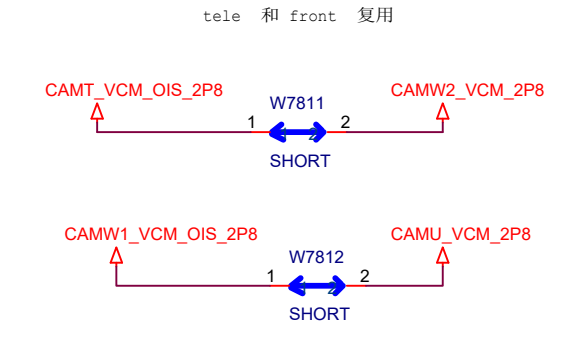 tele 和 front 复用
CAMT_VCM_OIS_2P8
CAMW2_VCM_2P8
W7811
1
2
SHORT
CAMW1_VCM_OIS_2P8
CAMU_VCM_2P8
W7812
1
2
SHORT